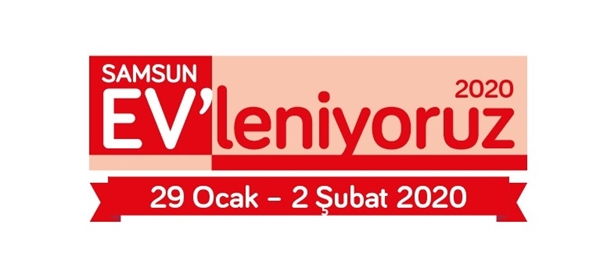 SAMSUN
2020
EV'leniyoruz
29 Ocak – 2 Şubat 2020